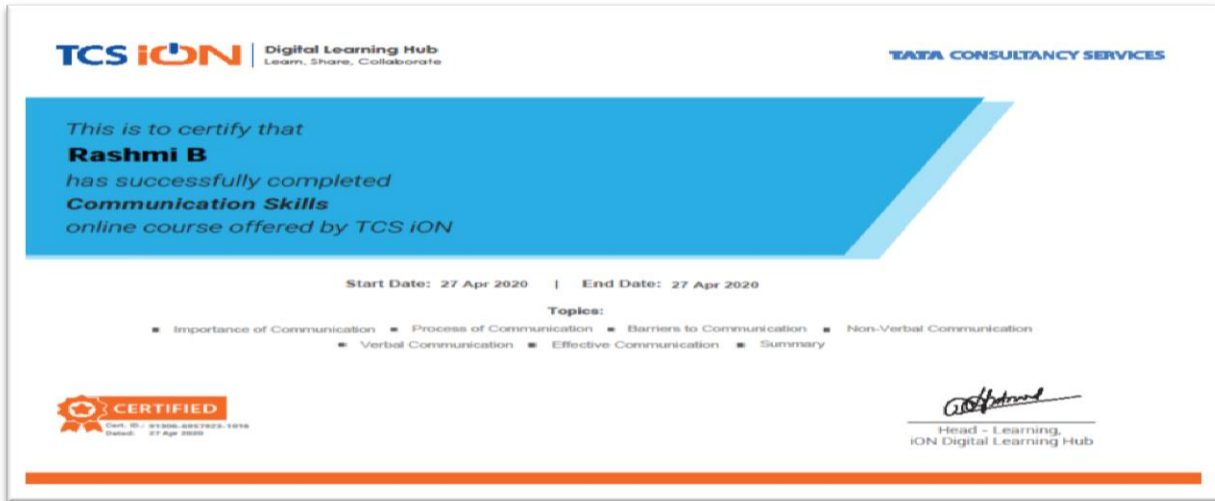 TCS iON | Digital Learning Hub
Learn, Share, Collaborate
TATA CONSULTANCY SERVICES
This is to certify that
Rashmi B
has successfully completed
Communication Skills
online course offered by TCS iON
Start Date: 27 Apr 2020 | End Date: 27 Apr 2020
Topics:
▪ Importance of Communication ▪ Process of Communication ▪ Barriers to Communication ▪ Non-Verbal Communication
▪ Verbal Communication ▪ Effective Communication ▪ Summary
CERTIFIED
Cert. ID.:
Dated: 27 Apr 2020
Head - Learning,
iON Digital Learning Hub